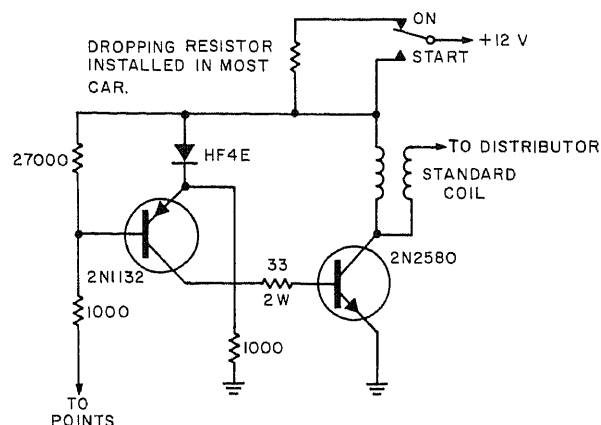 ON
+12 V
START
DROPPING RESISTOR
INSTALLED IN MOST
CAR.
27000
HF4E
TO DISTRIBUTOR
STANDARD
COIL
2N1132
33
2W
2N2580
1000
1000
TO
POINTS